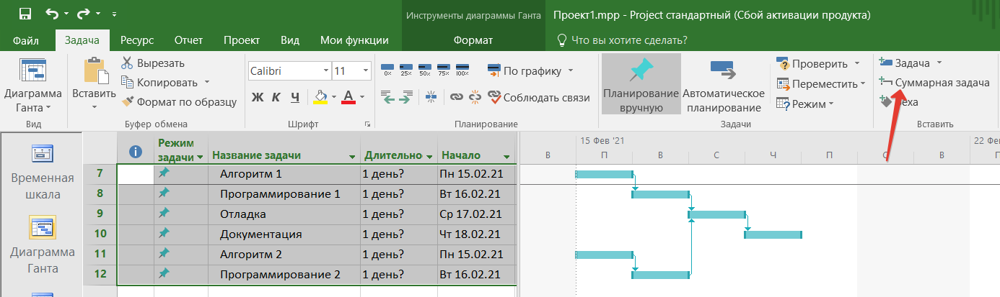 Инструменты диаграммы Ганта
Проект1.mpp - Project стандартный (Сбой активации продукта)
Файл Задача Ресурс Отчет Проект Вид Мои функции Формат Что вы хотите сделать?
Диаграмма Ганта
Вид
Вставить
Вырезать
Копировать
Формат по образцу
Буфер обмена
Calibri 11
Ж К Ч А
Шрифт
0% 25% 50% 75% 100%
По графику
Соблюдать связи
Планирование
Планирование вручную
Автоматическое планирование
Проверить
Переместить
Режим
Задачи
Задача
Суммарная задача
Вставить
Временная шкала
Диаграмма Ганта
Режим задачи Название задачи Длительно Начало
15 Фев '21 22 Фе
В П В С Ч П С В П
7 Алгоритм 1 1 день? Пн 15.02.21
8 Программирование 1 1 день? Вт 16.02.21
9 Отладка 1 день? Ср 17.02.21
10 Документация 1 день? Чт 18.02.21
11 Алгоритм 2 1 день? Пн 15.02.21
12 Программирование 2 1 день? Вт 16.02.21